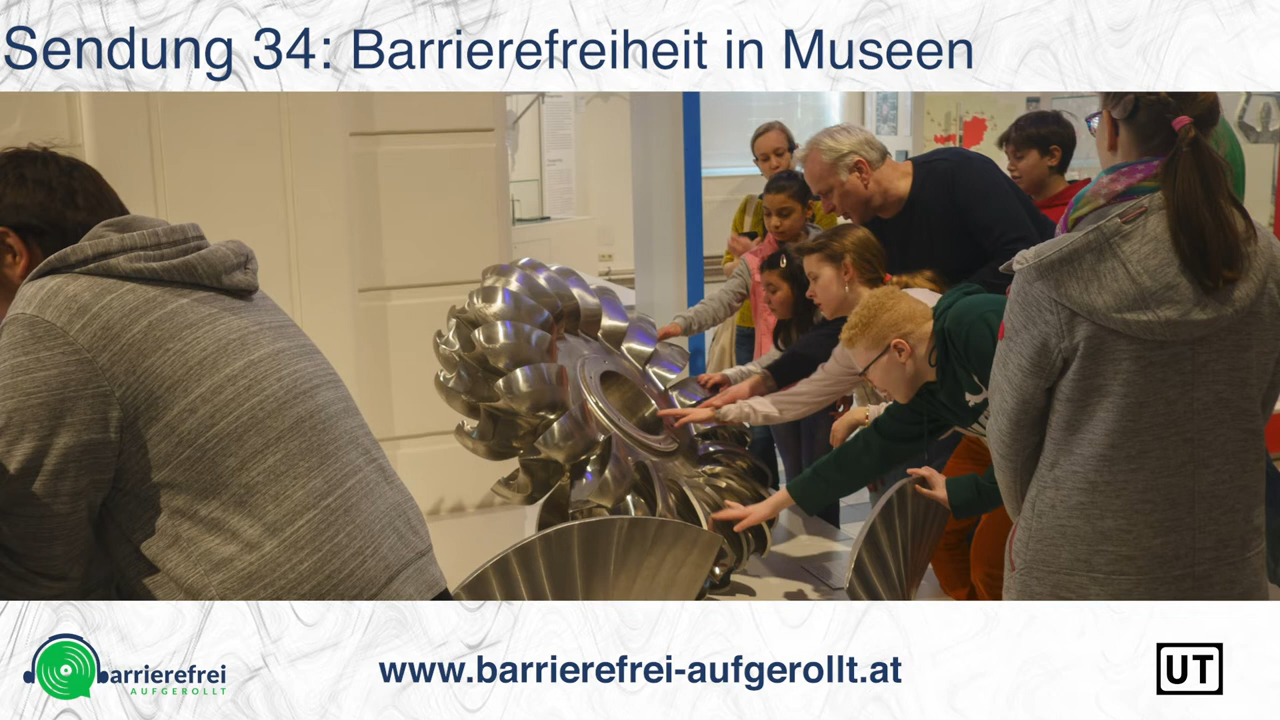 Sendung 34: Barrierefreiheit in Museen
barrierefrei
AUFGEROLLT
www.barrierefrei-aufgerollt.at
UT